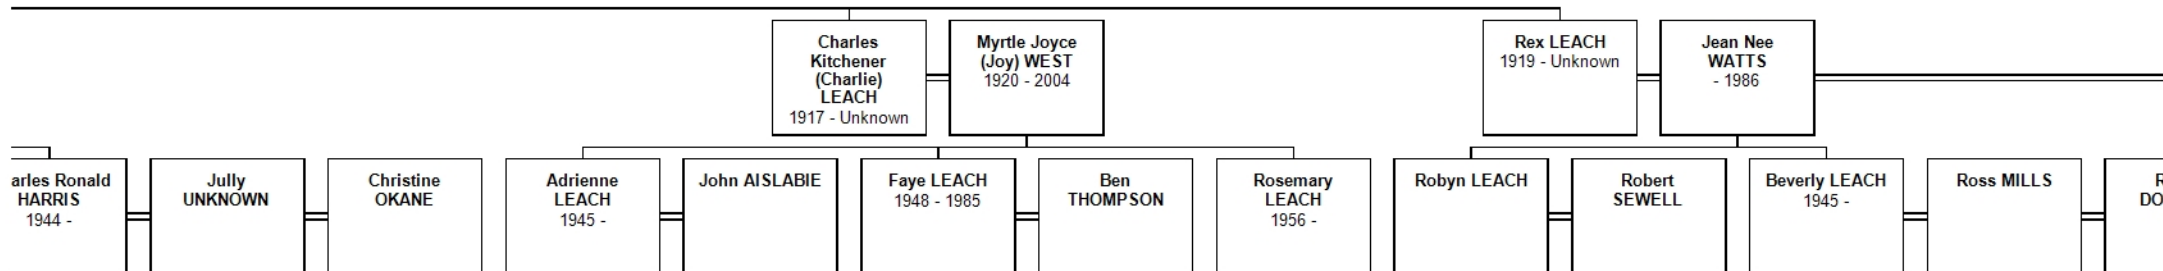 Charles
Kitchener
(Charlie)
LEACH
1917 - Unknown
Myrtle Joyce
(Joy) WEST
1920 - 2004
Rex LEACH
1919 - Unknown
Jean Nee
WATTS
- 1986
arles Ronald
HARRIS
1944 -
Jully
UNKNOWN
Christine
OKANE
Adrienne
LEACH
1945 -
John AISLABIE
Faye LEACH
1948 - 1985
Ben
THOMPSON
Rosemary
LEACH
1956 -
Robyn LEACH
Robert
SEWELL
Beverly LEACH
1945 -
Ross MILLS
R
DO